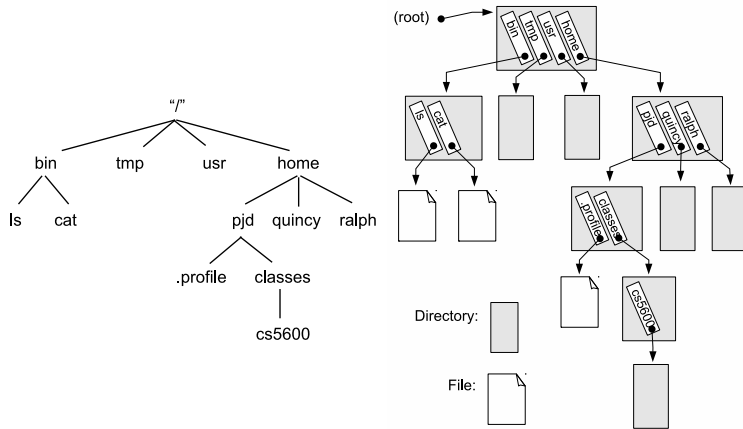 “/”
bin tmp usr home
ls cat
pjd quincy ralph
.profile classes
cs5600
(root)
bin tmp usr home
ls cat
pjd quincy ralph
.profile classes
cs5600
Directory:
File: